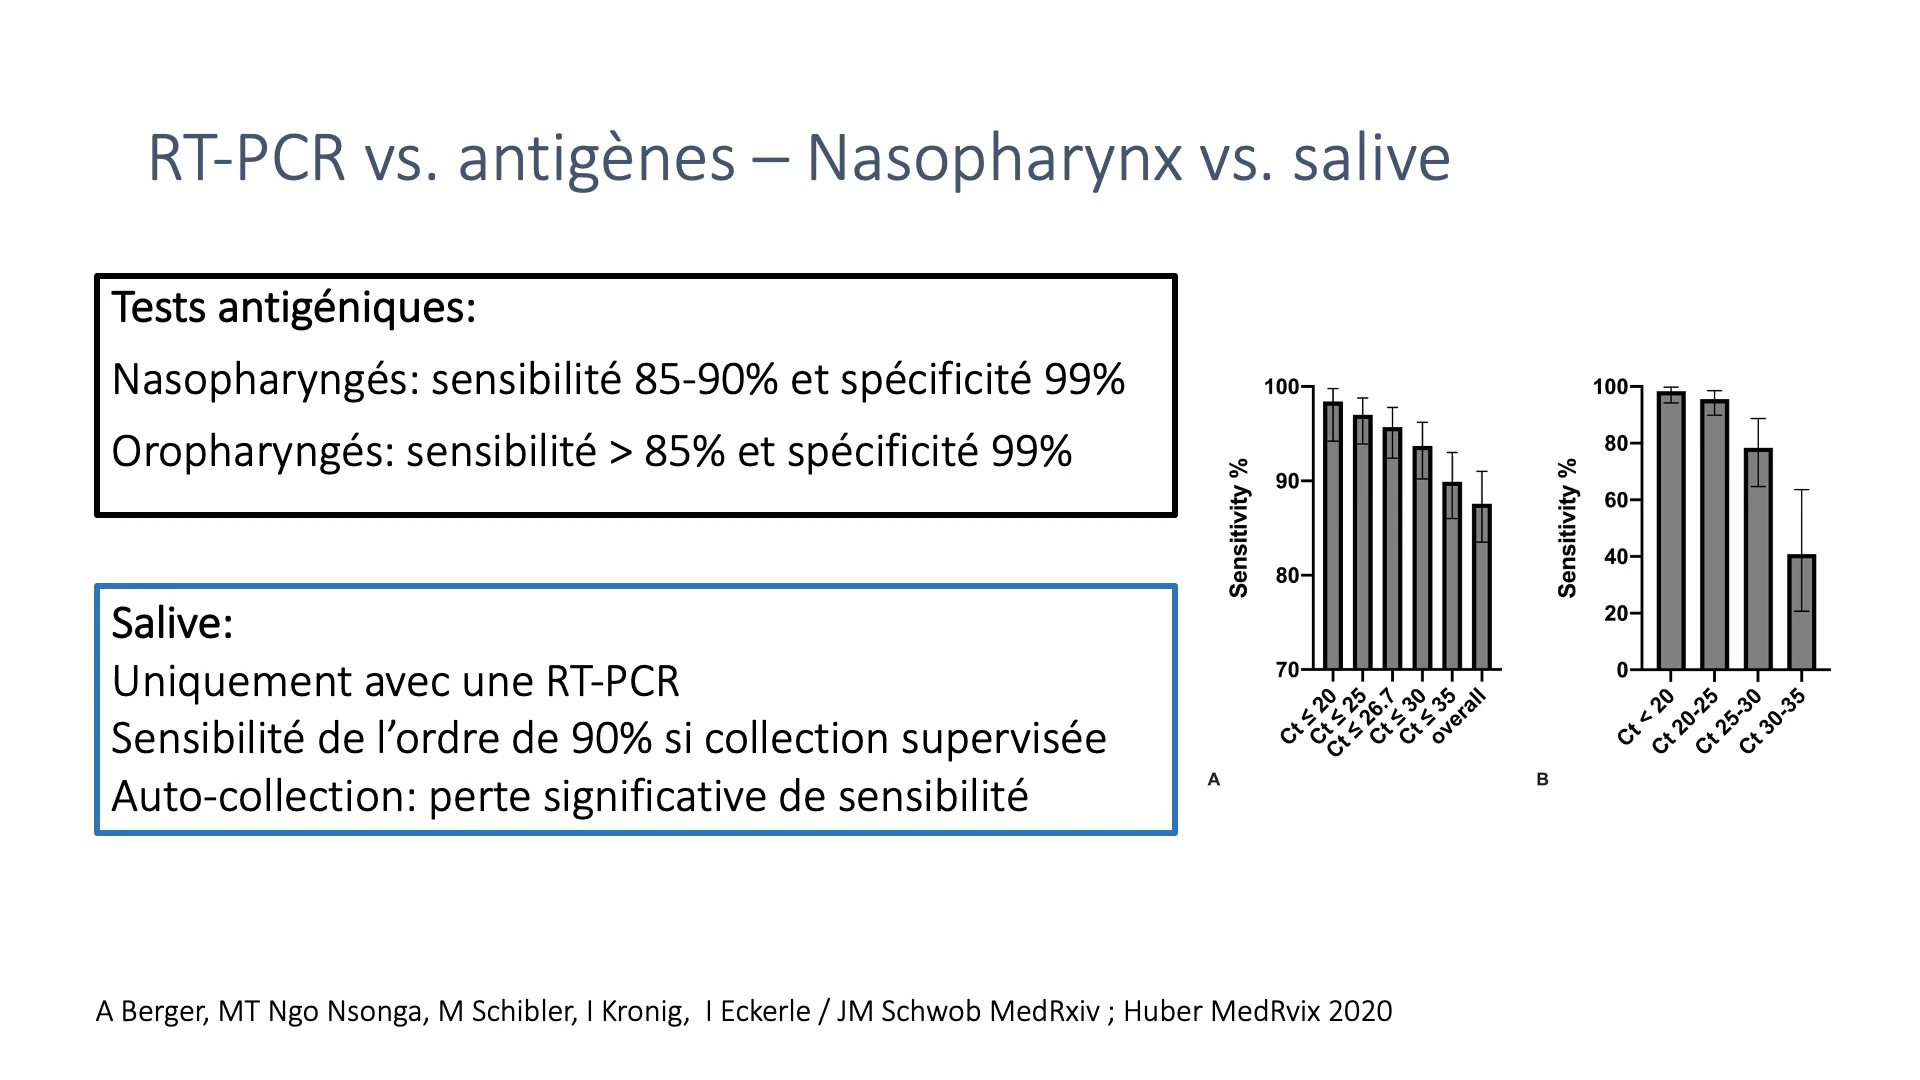 RT-PCR vs. antigènes – Nasopharynx vs. salive
Tests antigéniques:
Nasopharyngés: sensibilité 85-90% et spécificité 99%
Oropharyngés: sensibilité > 85% et spécificité 99%
Salive:
Uniquement avec une RT-PCR
Sensibilité de l’ordre de 90% si collection supervisée
Auto-collection: perte significative de sensibilité
Sensitivity %
100
90
80
70
Ct ≤ 20
Ct ≤ 25
Ct ≤ 26.7
Ct ≤ 30
Ct ≤ 35
overall
A
Sensitivity %
100
80
60
40
20
0
Ct < 20
Ct 20-25
Ct 25-30
Ct 30-35
B
A Berger, MT Ngo Nsonga, M Schibler, I Kronig, I Eckerle / JM Schwob MedRxiv ; Huber MedRvix 2020